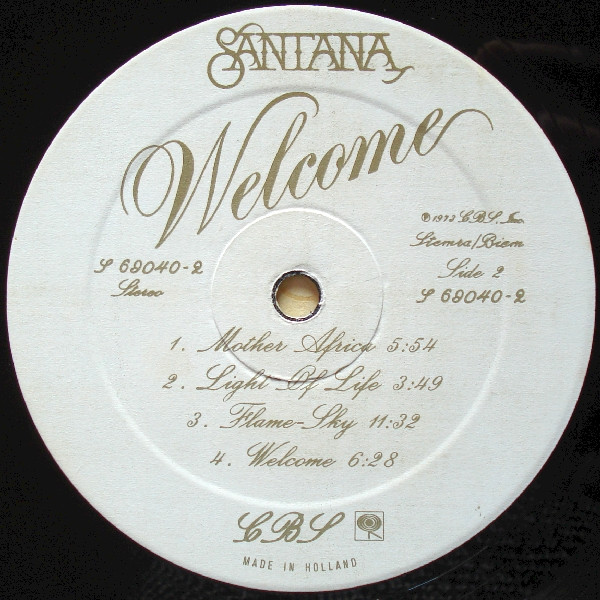 SANTANA
Welcome
℗ 1973 CBS. Inc.
Stemra/Biem
S 69040-2
Stereo
Side 2
S 69040-2
1. Mother Africa 5:54
2. Light Of Life 3:49
3. Flame-Sky 11:32
4. Welcome 6:28
CBS
MADE IN HOLLAND